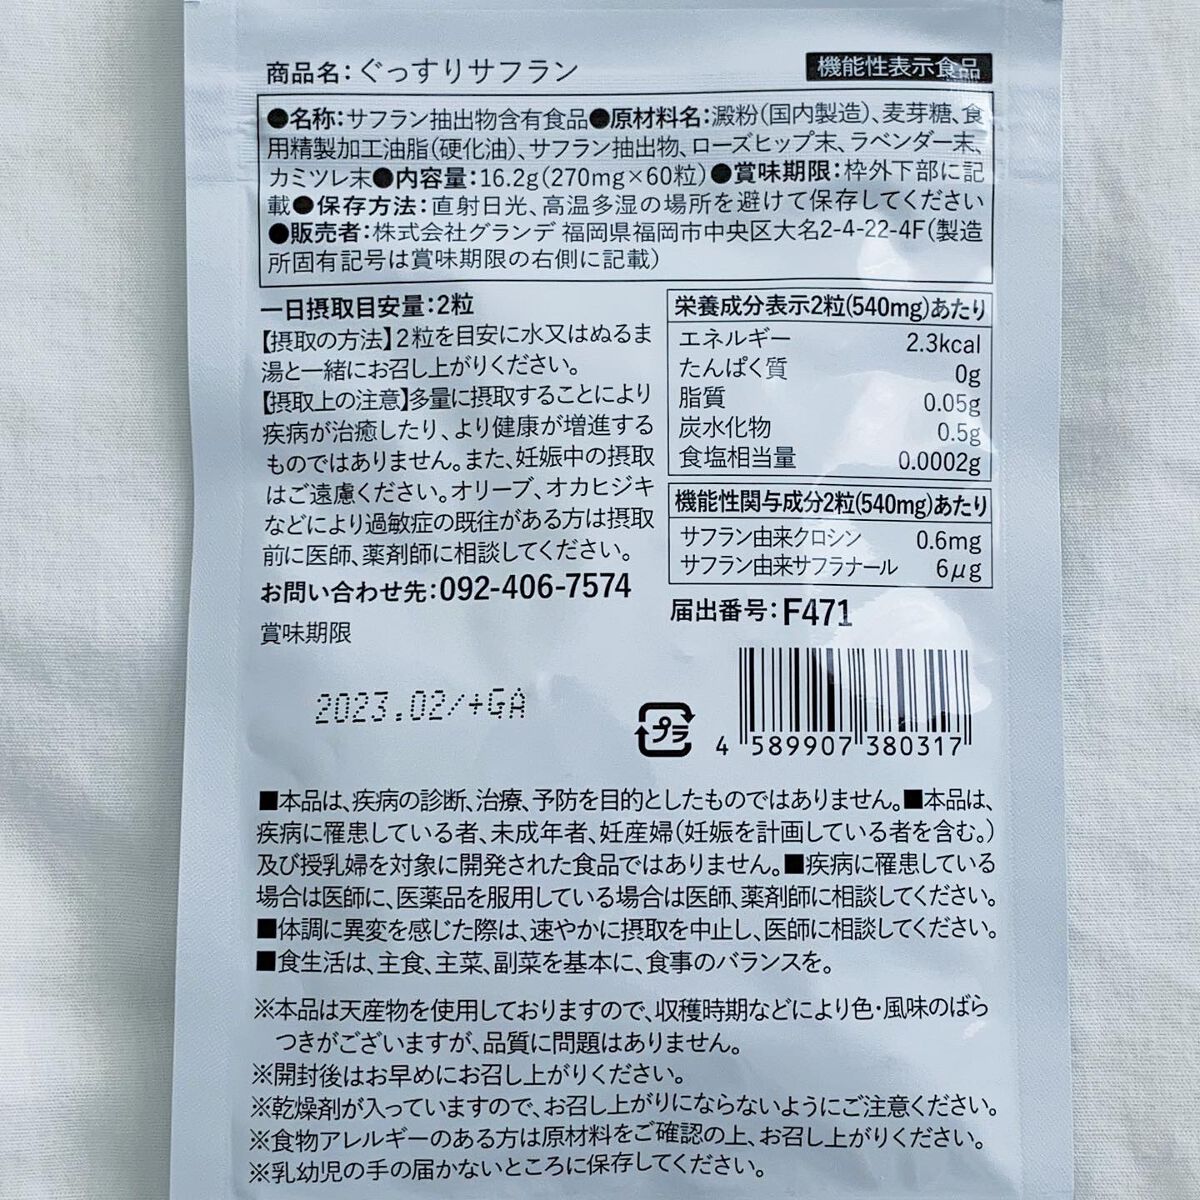 商品名：ぐっすりサフラン
機能性表示食品
●名称：サフラン抽出物含有食品●原材料名：澱粉（国内製造）、麦芽糖、食
用精製加工油脂（硬化油）、サフラン抽出物、ローズヒップ末、ラベンダー末、
カミツレ末●内容量：16.2g（270mg×60粒）●賞味期限：枠外下部に記
載●保存方法：直射日光、高温多湿の場所を避けて保存してください
●販売者：株式会社グランデ 福岡県福岡市中央区大名2-4-22-4F（製造
所固有記号は賞味期限の右側に記載）
一日摂取目安量：2粒
【摂取の方法】2粒を目安に水又はぬるま
湯と一緒にお召し上がりください。
【摂取上の注意】多量に摂取することにより
疾病が治癒したり、より健康が増進する
ものではありません。また、妊娠中の摂取
はご遠慮ください。オリーブ、オカヒジキ
などにより過敏症の既往がある方は摂取
前に医師、薬剤師に相談してください。
お問い合わせ先：092-406-7574
賞味期限
2023.02/+GA
栄養成分表示2粒(540mg)あたり
エネルギー 2.3kcal
たんぱく質 0g
脂質 0.05g
炭水化物 0.5g
食塩相当量 0.0002g
機能性関与成分2粒(540mg)あたり
サフラン由来クロシン 0.6mg
サフラン由来サフラナール 6μg
届出番号：F471
プラ
4 589907 380317
■本品は、疾病の診断、治療、予防を目的としたものではありません。■本品は、
疾病に罹患している者、未成年者、妊産婦（妊娠を計画している者を含む。）
及び授乳婦を対象に開発された食品ではありません。■疾病に罹患している
場合は医師に、医薬品を服用している場合は医師、薬剤師に相談してください。
■体調に異変を感じた際は、速やかに摂取を中止し、医師に相談してください。
■食生活は、主食、主菜、副菜を基本に、食事のバランスを。
※本品は天産物を使用しておりますので、収穫時期などにより色・風味のばら
つきがございますが、品質に問題はありません。
※開封後はお早めにお召し上がりください。
※乾燥剤が入っていますので、お召し上がりにならないようにご注意ください。
※食物アレルギーのある方は原材料をご確認の上、お召し上がりください。
※乳幼児の手の届かないところに保存してください。